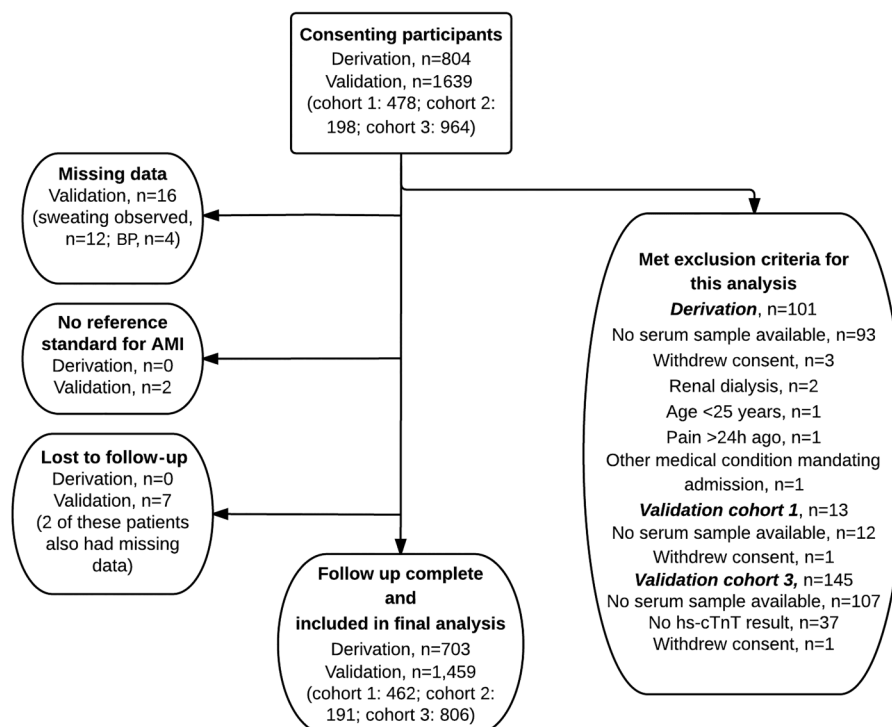 Consenting participants
Derivation, n=804
Validation, n=1639
(cohort 1: 478; cohort 2:
198; cohort 3: 964)
Missing data
Validation, n=16
(sweating observed,
n=12; BP, n=4)
No reference
standard for AMI
Derivation, n=0
Validation, n=2
Lost to follow-up
Derivation, n=0
Validation, n=7
(2 of these patients
also had missing
data)
Met exclusion criteria for
this analysis
Derivation, n=101
No serum sample available, n=93
Withdrew consent, n=3
Renal dialysis, n=2
Age <25 years, n=1
Pain >24h ago, n=1
Other medical condition mandating
admission, n=1
Validation cohort 1, n=13
No serum sample available, n=12
Withdrew consent, n=1
Validation cohort 3, n=145
No serum sample available, n=107
No hs-cTnT result, n=37
Withdrew consent, n=1
Follow up complete
and
included in final analysis
Derivation, n=703
Validation, n=1,459
(cohort 1: 462; cohort 2:
191; cohort 3: 806)